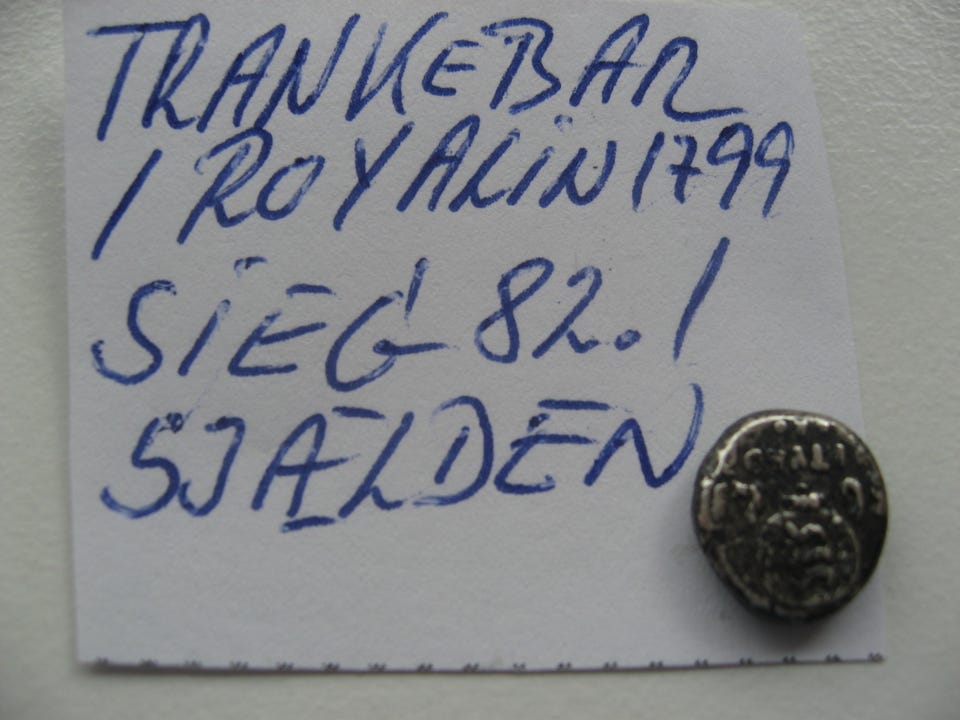 TRANKEBAR
1 ROYALIN 1799
SIEG 82.1
SJÆLDEN